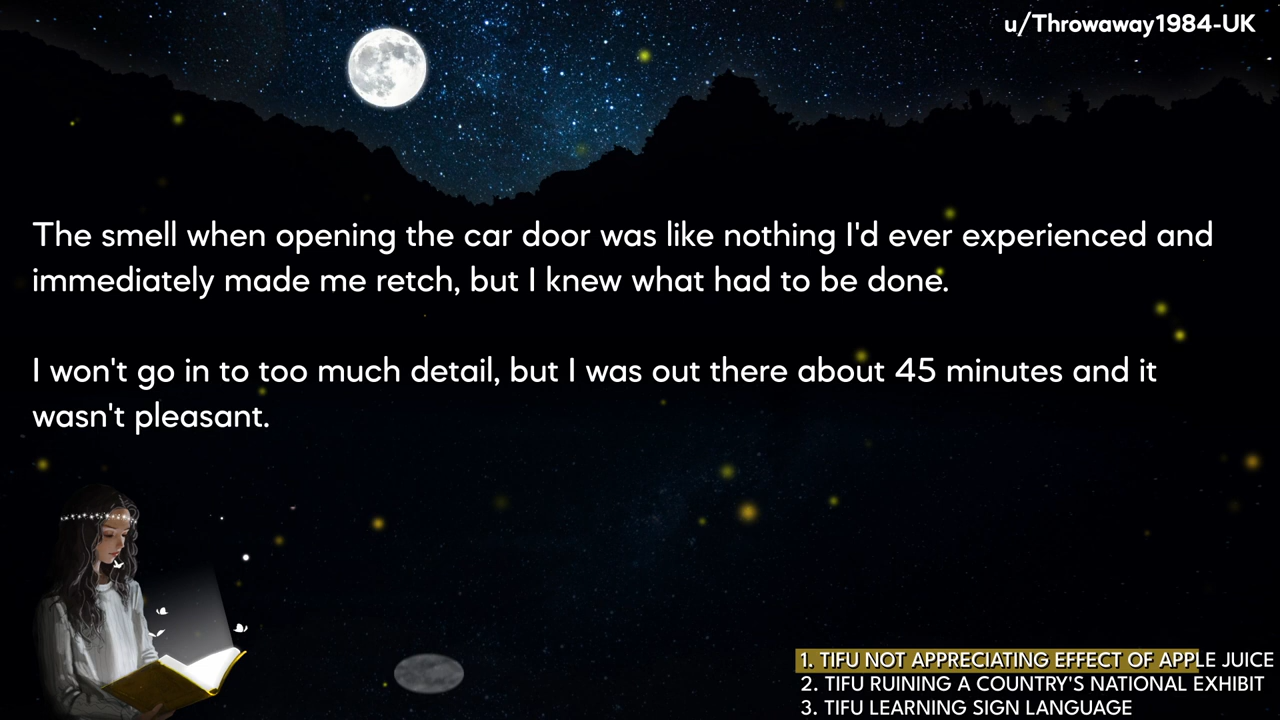 u/Throwaway1984-UK
The smell when opening the car door was like nothing I'd ever experienced and
immediately made me retch, but I knew what had to be done.
I won't go in to too much detail, but I was out there about 45 minutes and it
wasn't pleasant.
1. TIFU NOT APPRECIATING EFFECT OF APPLE JUICE
2. TIFU RUINING A COUNTRY'S NATIONAL EXHIBIT
3. TIFU LEARNING SIGN LANGUAGE